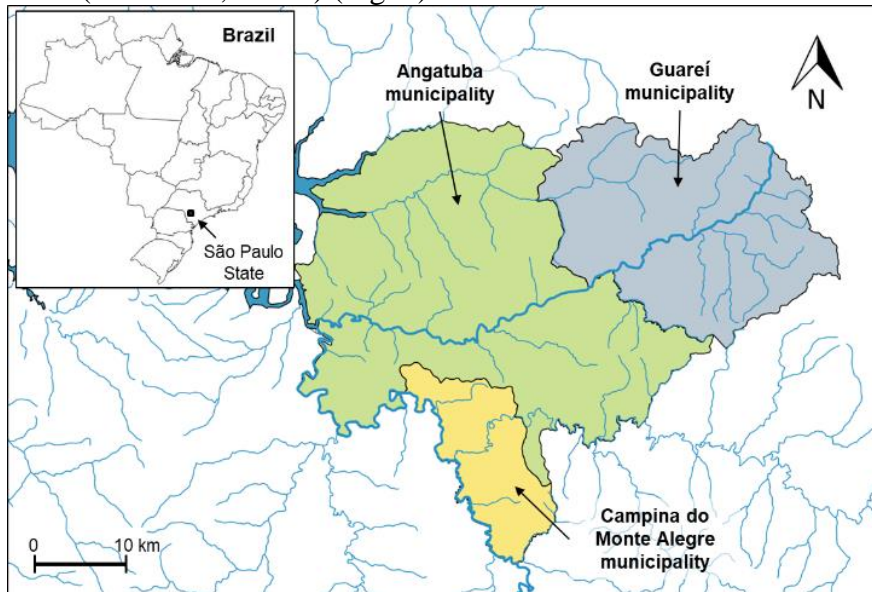 Brazil
São Paulo
State
Angatuba
municipality
Guareí
municipality
N
0 10 km
Campina do
Monte Alegre
municipality